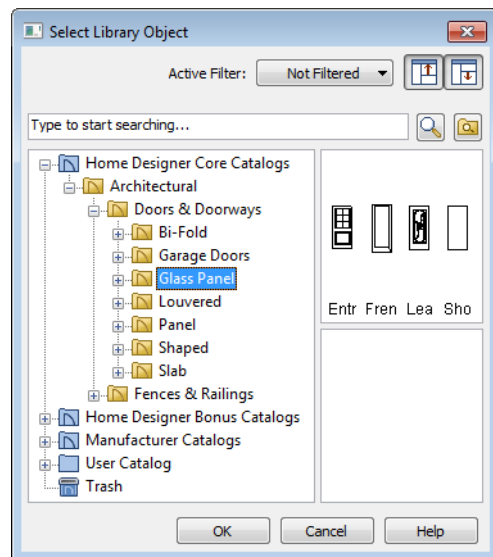 Select Library Object
Active Filter: Not Filtered
Type to start searching...
Home Designer Core Catalogs
Architectural
Doors & Doorways
Bi-Fold
Garage Doors
Glass Panel
Louvered
Panel
Shaped
Slab
Fences & Railings
Home Designer Bonus Catalogs
Manufacturer Catalogs
User Catalog
Trash
Entr Fren Lea Sho
OK Cancel Help